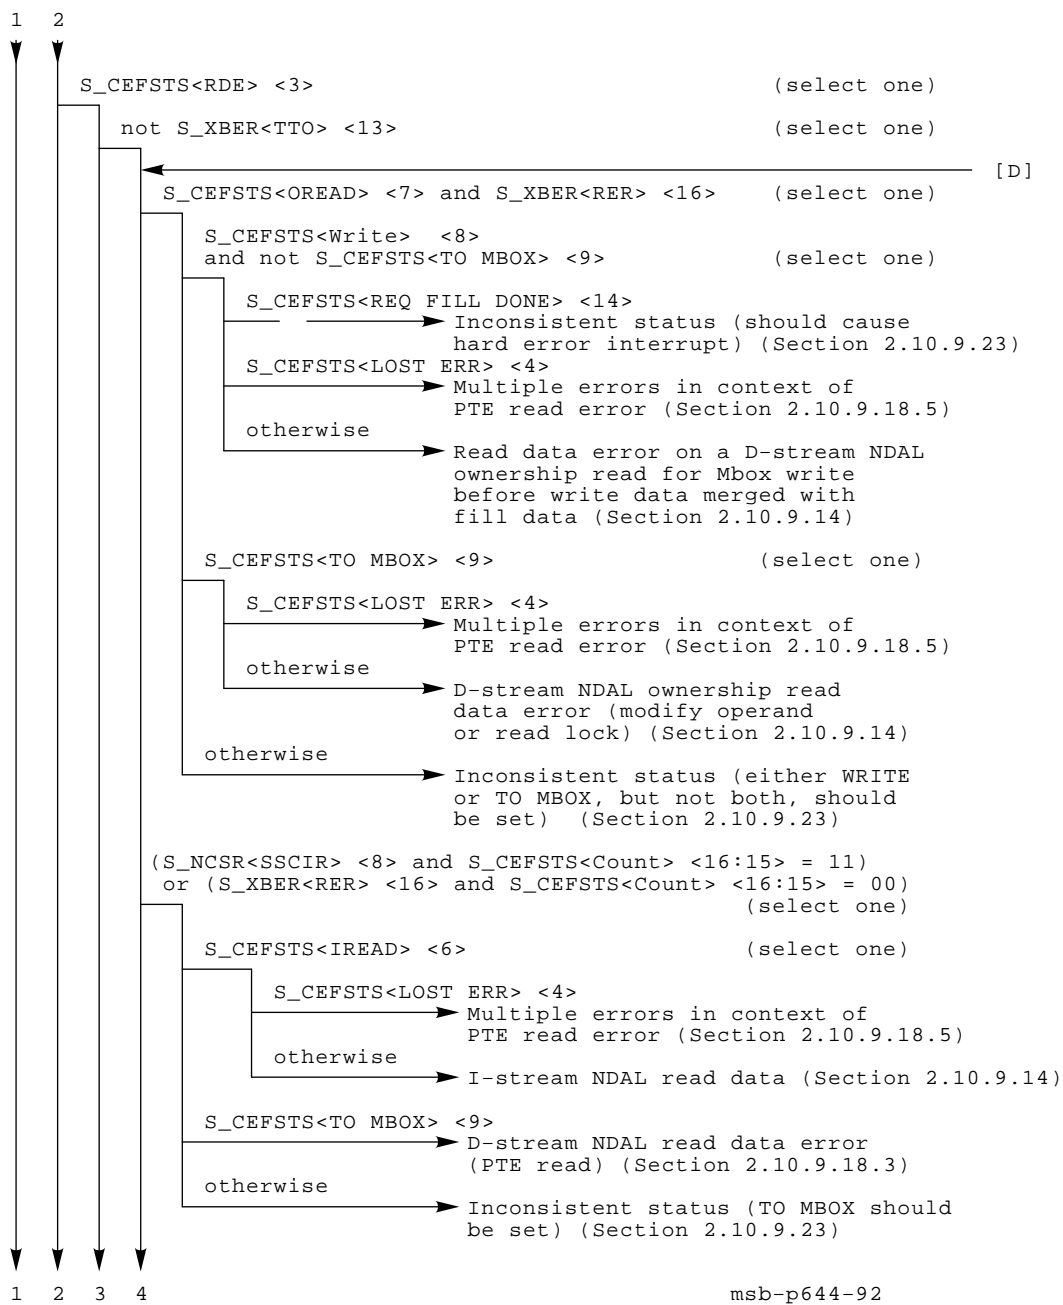 1 2
S_CEFSTS<RDE> <3> (select one)
not S_XBER<TTO> <13> (select one)
[D]
S_CEFSTS<OREAD> <7> and S_XBER<RER> <16> (select one)
S_CEFSTS<Write> <8>
and not S_CEFSTS<TO MBOX> <9> (select one)
S_CEFSTS<REQ FILL DONE> <14>
Inconsistent status (should cause
hard error interrupt) (Section 2.10.9.23)
S_CEFSTS<LOST ERR> <4>
Multiple errors in context of
PTE read error (Section 2.10.9.18.5)
otherwise
Read data error on a D-stream NDAL
ownership read for Mbox write
before write data merged with
fill data (Section 2.10.9.14)
S_CEFSTS<TO MBOX> <9> (select one)
S_CEFSTS<LOST ERR> <4>
Multiple errors in context of
PTE read error (Section 2.10.9.18.5)
otherwise
D-stream NDAL ownership read
data error (modify operand
or read lock) (Section 2.10.9.14)
otherwise
Inconsistent status (either WRITE
or TO MBOX, but not both, should
be set) (Section 2.10.9.23)
(S_NCSR<SSCIR> <8> and S_CEFSTS<Count> <16:15> = 11)
or (S_XBER<RER> <16> and S_CEFSTS<Count> <16:15> = 00)
(select one)
S_CEFSTS<IREAD> <6> (select one)
S_CEFSTS<LOST ERR> <4>
Multiple errors in context of
PTE read error (Section 2.10.9.18.5)
otherwise
I-stream NDAL read data (Section 2.10.9.14)
S_CEFSTS<TO MBOX> <9>
D-stream NDAL read data error
(PTE read) (Section 2.10.9.18.3)
otherwise
Inconsistent status (TO MBOX should
be set) (Section 2.10.9.23)
1 2 3 4 msb-p644-92